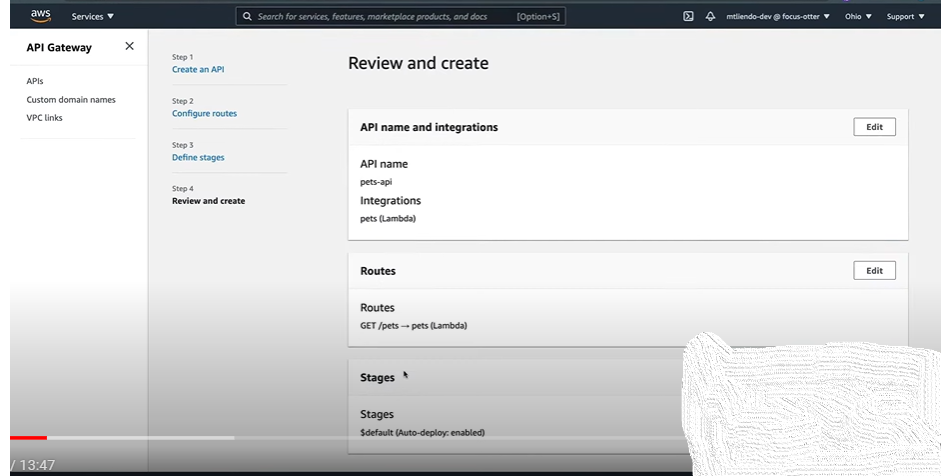 aws Services ▼ Search for services, features, marketplace products, and docs [Option+S] mtliendo-dev @ focus-otter ▼ Ohio ▼ Support ▼
API Gateway
APIs
Custom domain names
VPC links
Step 1
Create an API
Step 2
Configure routes
Step 3
Define stages
Step 4
Review and create
Review and create
API name and integrations Edit
API name
pets-api
Integrations
pets (Lambda)
Routes Edit
Routes
GET /pets → pets (Lambda)
Stages
Stages
$default (Auto-deploy: enabled)
/ 13:47